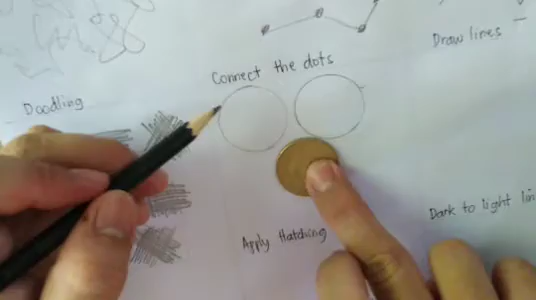 Connect the dots
Draw lines
Doodling
Apply Hatching
Dark to light